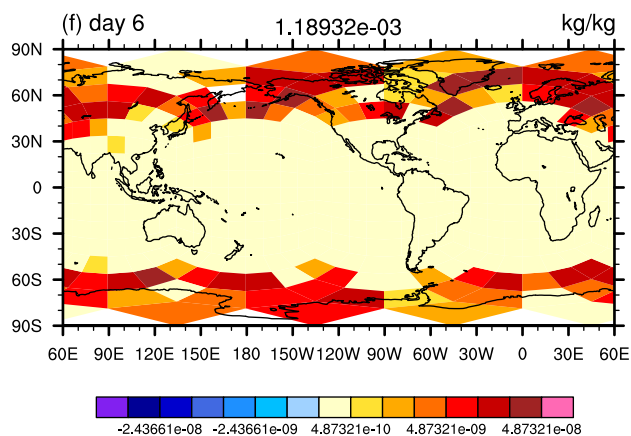 (f) day 6 1.18932e-03 kg/kg
90N
60N
30N
0
30S
60S
90S
60E 90E 120E 150E 180 150W 120W 90W 60W 30W 0 30E 60E
-2.43661e-08 -2.43661e-09 4.87321e-10 4.87321e-09 4.87321e-08